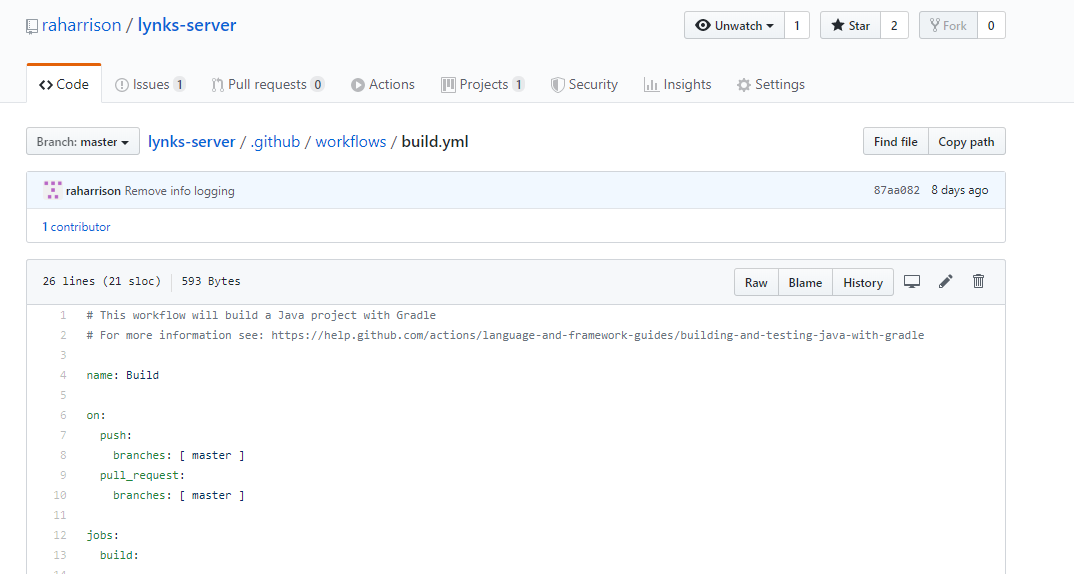 raharrison / lynks-server
Unwatch 1 Star 2 Fork 0
Code Issues 1 Pull requests 0 Actions Projects 1 Security Insights Settings
Branch: master lynks-server / .github / workflows / build.yml Find file Copy path
raharrison Remove info logging 87aa082 8 days ago
1 contributor
26 lines (21 sloc) 593 Bytes Raw Blame History
1 # This workflow will build a Java project with Gradle
2 # For more information see: https://help.github.com/actions/language-and-framework-guides/building-and-testing-java-with-gradle
3
4 name: Build
5
6 on:
7 push:
8 branches: [ master ]
9 pull_request:
10 branches: [ master ]
11
12 jobs:
13 build: